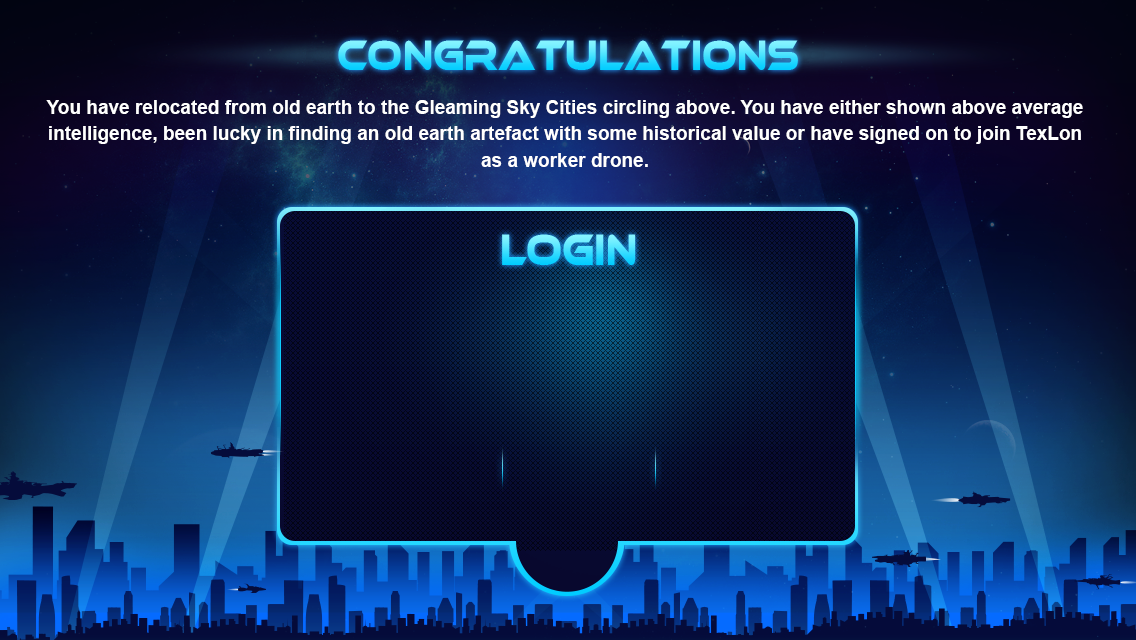 CONGRATULATIONS
You have relocated from old earth to the Gleaming Sky Cities circling above. You have either shown above average
intelligence, been lucky in finding an old earth artefact with some historical value or have signed on to join TexLon
as a worker drone.
LOGIN